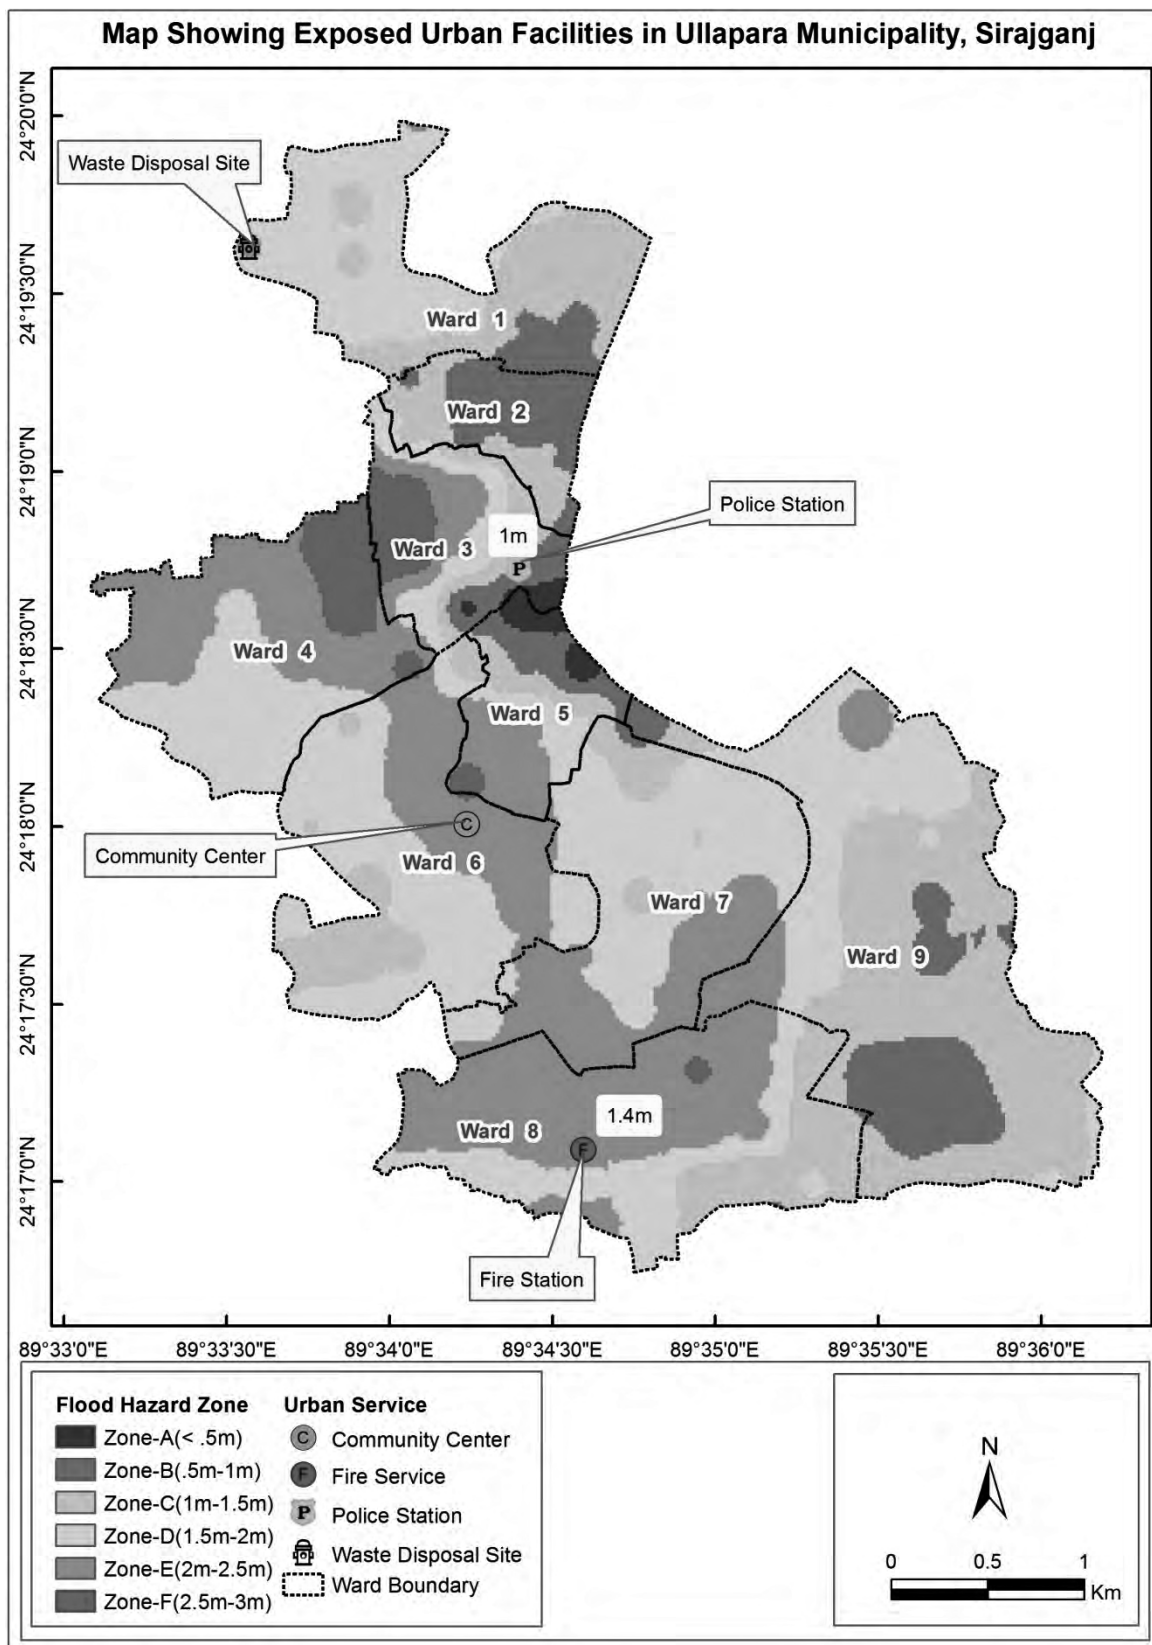 Map Showing Exposed Urban Facilities in Ullapara Municipality, Sirajganj
24°20'0"N
24°19'30"N
24°19'0"N
24°18'30"N
24°18'0"N
24°17'30"N
24°17'0"N
Waste Disposal Site
Ward 1
Ward 2
Police Station
1m
Ward 3
P
Ward 4
Ward 5
C
Community Center
Ward 6
Ward 7
Ward 9
1.4m
Ward 8
F
Fire Station
89°33'0"E 89°33'30"E 89°34'0"E 89°34'30"E 89°35'0"E 89°35'30"E 89°36'0"E
Flood Hazard Zone
Zone-A(< .5m)
Zone-B(.5m-1m)
Zone-C(1m-1.5m)
Zone-D(1.5m-2m)
Zone-E(2m-2.5m)
Zone-F(2.5m-3m)
Urban Service
C Community Center
F Fire Service
P Police Station
Waste Disposal Site
Ward Boundary
N
0 0.5 1
Km